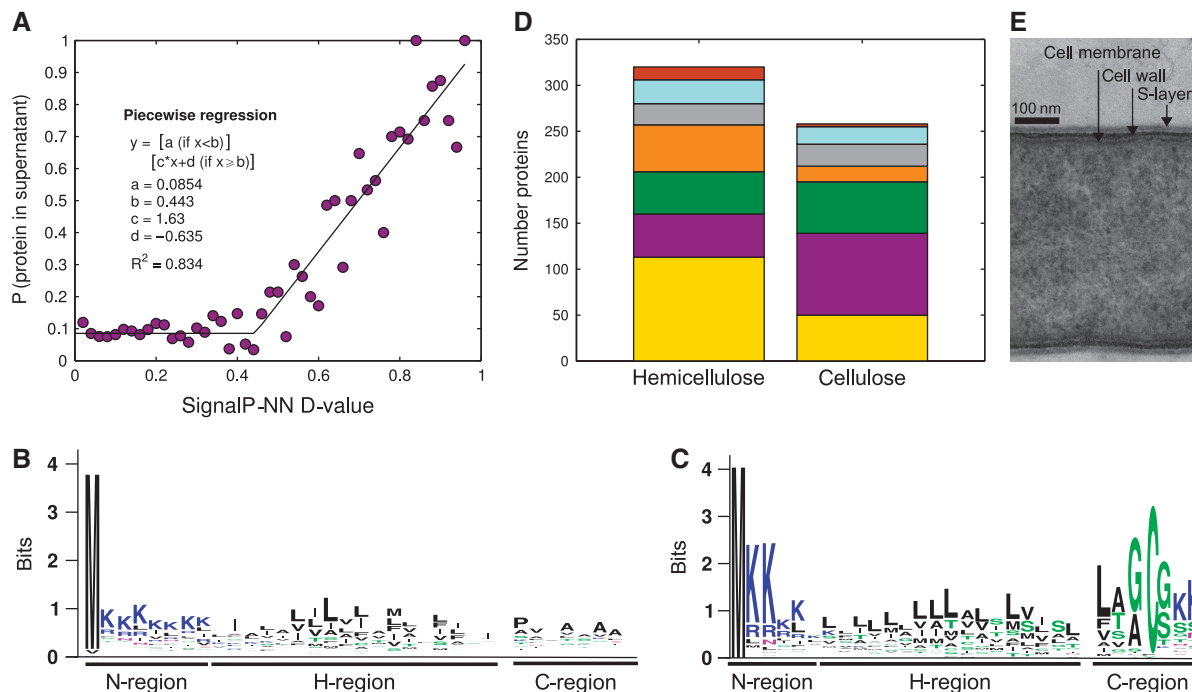 A
P (protein in supernatant)
1
0.9
0.8
0.7
0.6
0.5
0.4
0.3
0.2
0.1
0
Piecewise regression
y = [a (if x<b)]
[c*x+d (if x≥b)]
a = 0.0854
b = 0.443
c = 1.63
d = −0.635
R² = 0.834
0 0.2 0.4 0.6 0.8 1
SignalP-NN D-value
D
Number proteins
350
300
250
200
150
100
50
0
Hemicellulose Cellulose
E
Cell membrane
Cell wall
S-layer
100 nm
B
Bits
4
3
2
1
0
N-region H-region C-region
C
Bits
4
3
2
1
0
N-region H-region C-region